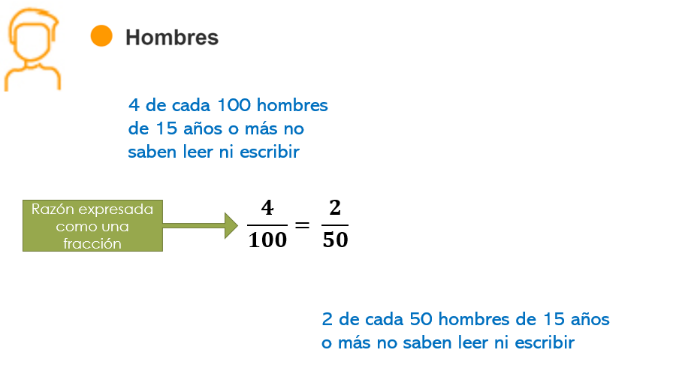 Hombres
4 de cada 100 hombres
de 15 años o más no
saben leer ni escribir
Razón expresada
como una
fracción
4/100 = 2/50
2 de cada 50 hombres de 15 años
o más no saben leer ni escribir